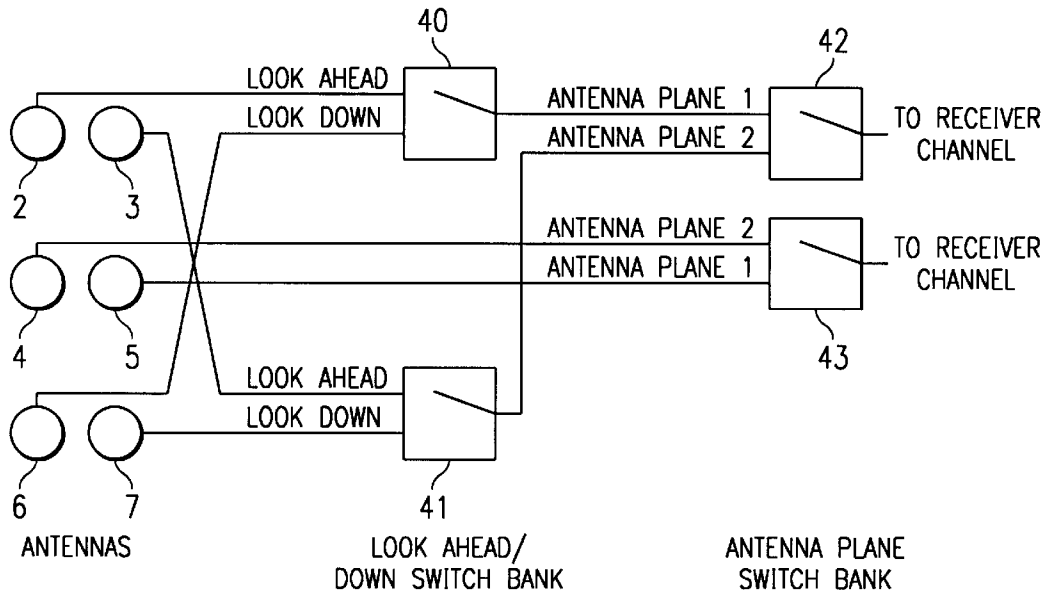 40
42
LOOK AHEAD
LOOK DOWN
ANTENNA PLANE 1
ANTENNA PLANE 2
TO RECEIVER
CHANNEL
2
3
ANTENNA PLANE 2
ANTENNA PLANE 1
TO RECEIVER
CHANNEL
4
5
43
LOOK AHEAD
LOOK DOWN
6
7
41
ANTENNAS
LOOK AHEAD/
DOWN SWITCH BANK
ANTENNA PLANE
SWITCH BANK